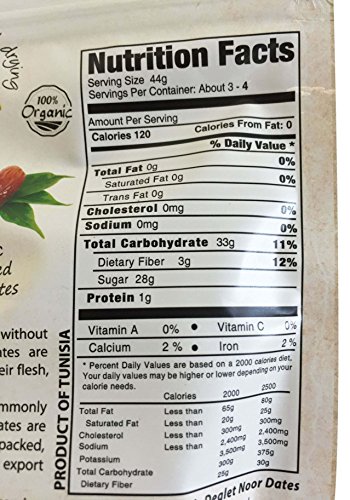 100%
Organic
Nutrition Facts
Serving Size 44g
Servings Per Container: About 3 - 4
Amount Per Serving
Calories 120 Calories From Fat: 0
% Daily Value *
Total Fat 0g 0%
Saturated Fat 0g 0%
Trans Fat 0g
Cholesterol 0mg 0%
Sodium 0mg 0%
Total Carbohydrate 33g 11%
Dietary Fiber 3g 12%
Sugar 28g
Protein 1g
Vitamin A 0% • Vitamin C 0%
Calcium 2% • Iron 2%
* Percent Daily Values are based on a 2000 calories diet.
Your daily values may be higher or lower depending on your
calorie needs.
Calories 2000 2500
Total Fat Less than 65g 80g
Saturated Fat Less than 20g 25g
Cholesterol Less than 300mg 300mg
Sodium Less than 2,400mg 2,400mg
Potassium 3,500mg 3,500mg
Total Carbohydrate 300g 375g
Dietary Fiber 25g 30g
PRODUCT OF TUNISIA
without
ates are
eir flesh,
mmonly
ates are
packed,
export
Deglet Noor Dates